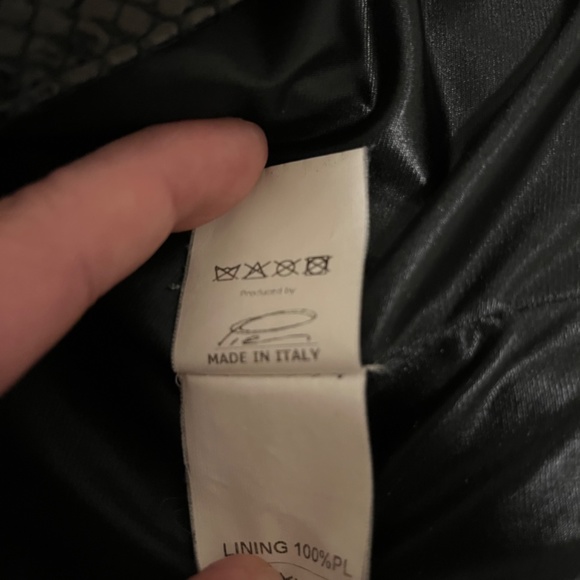 Produced by
MADE IN ITALY
LINING 100%PL